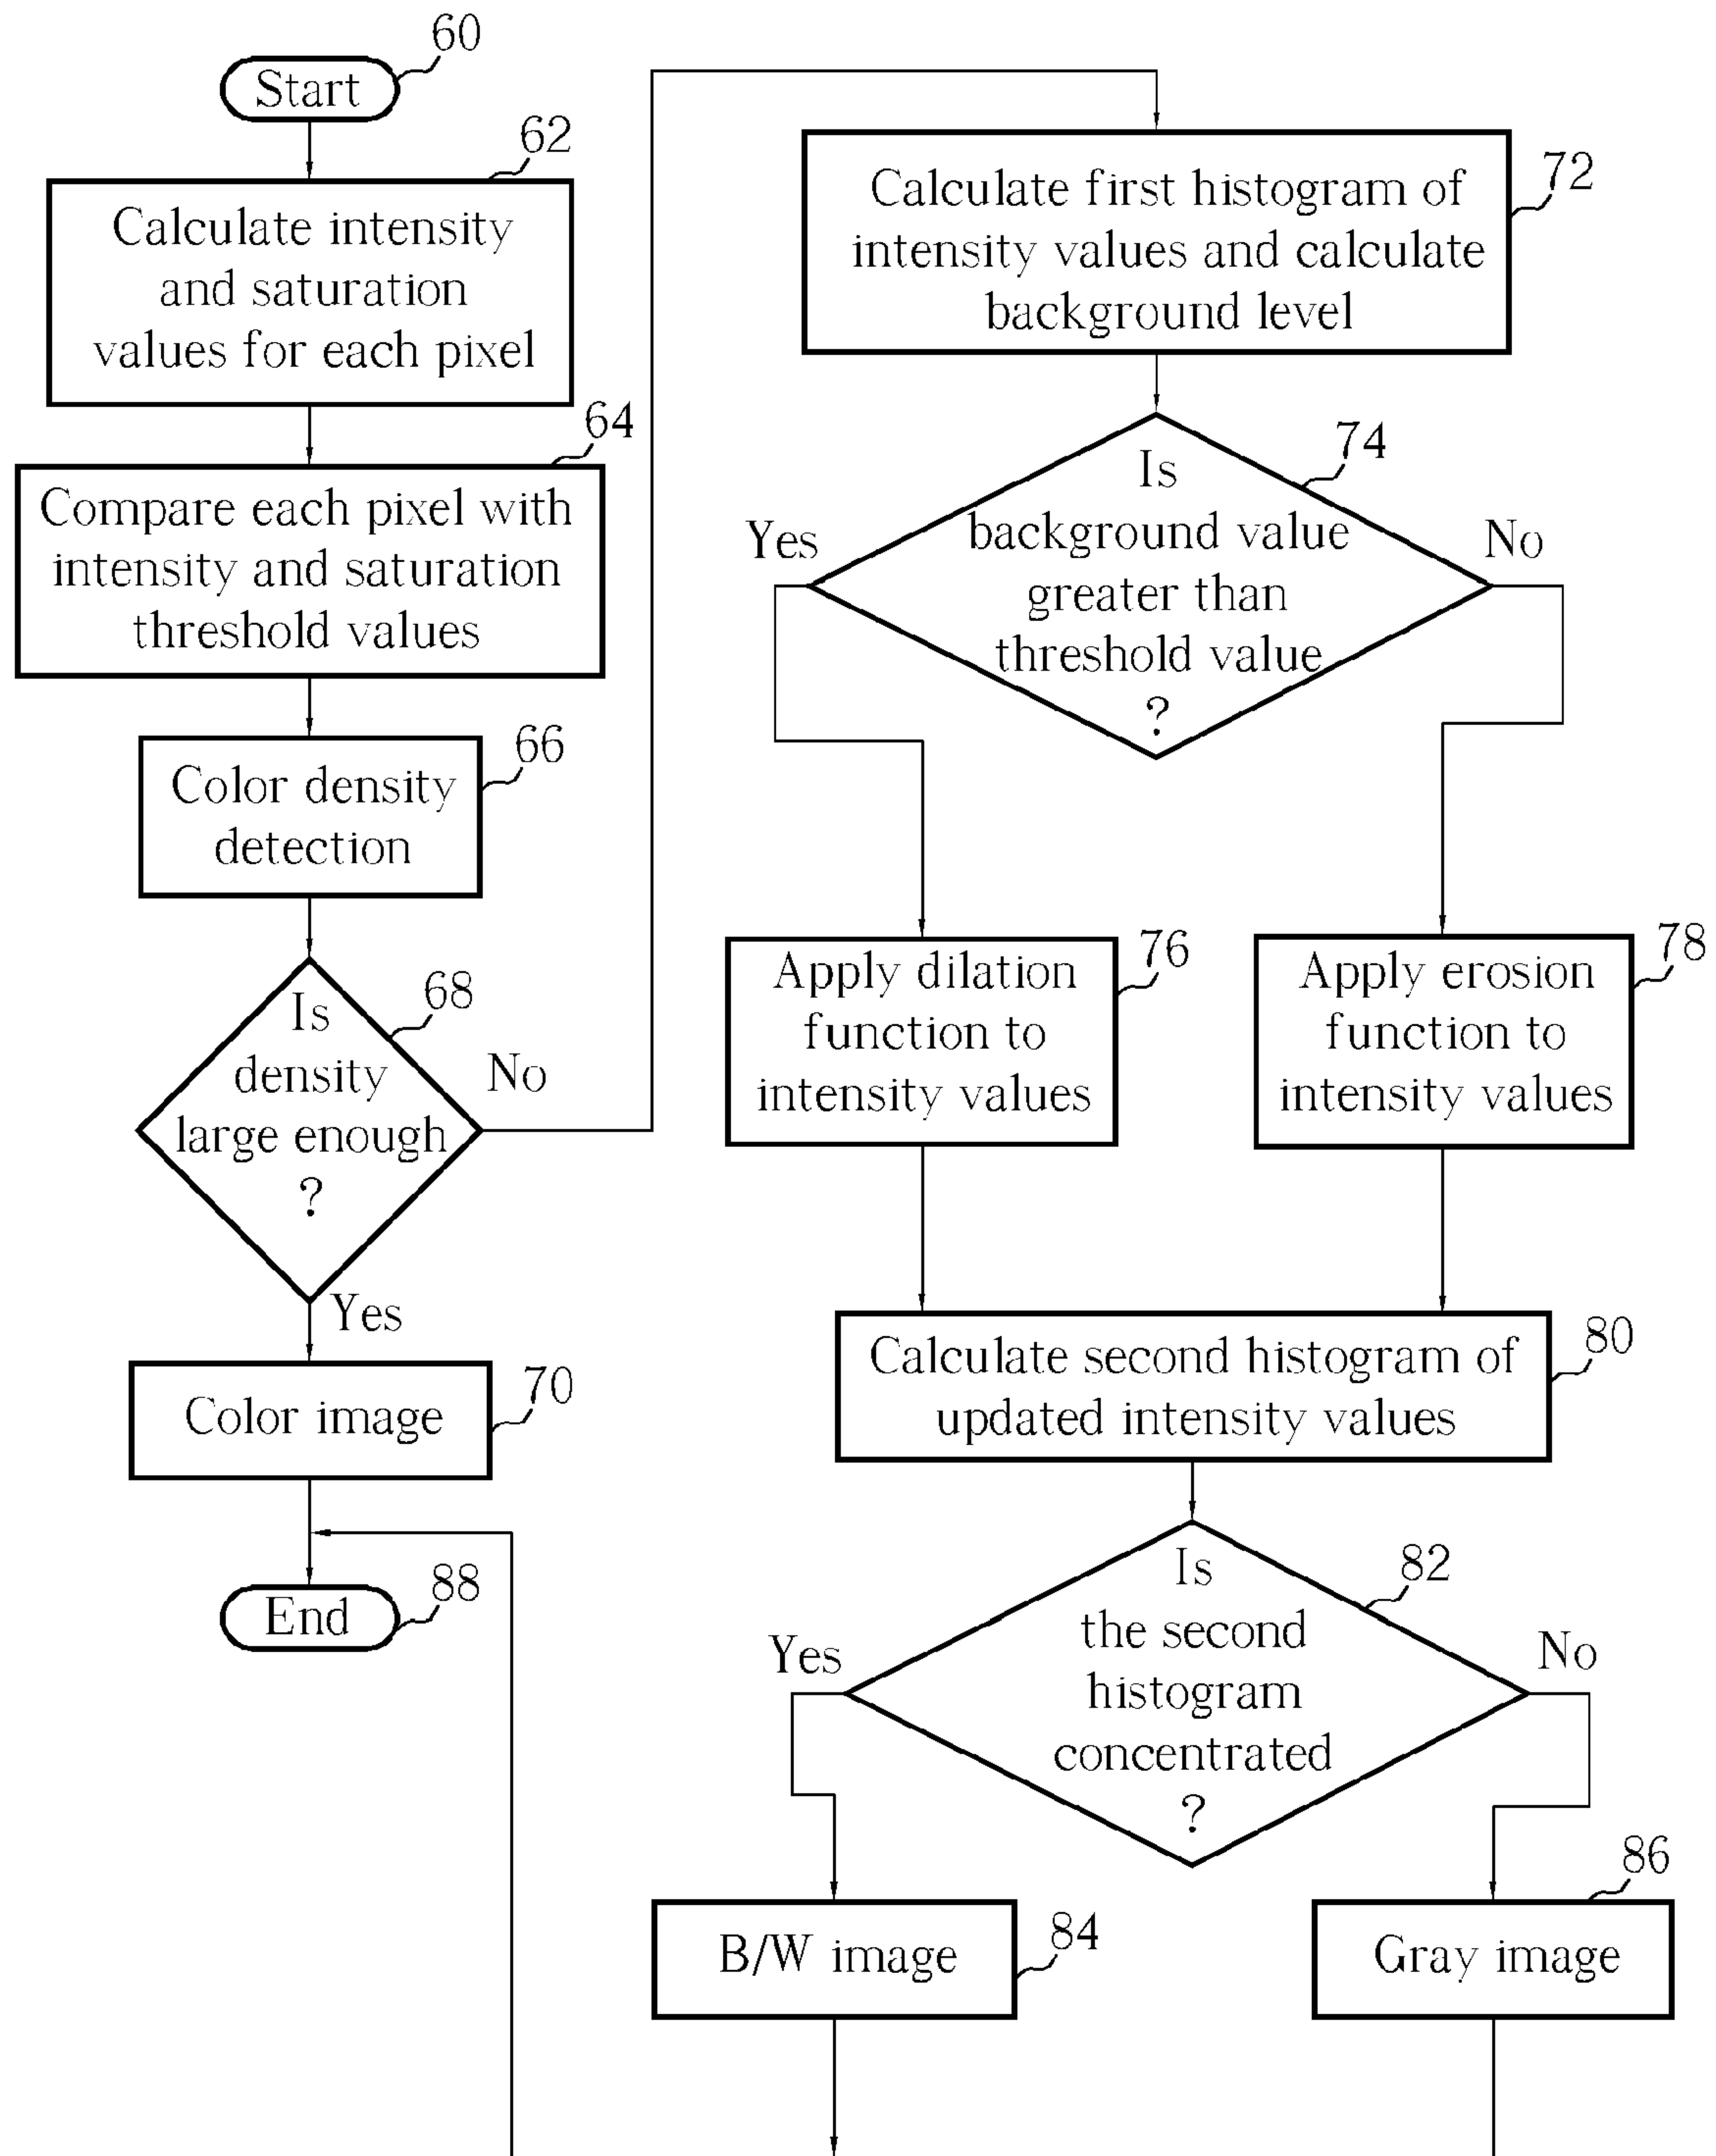 60
Start
62
Calculate intensity
and saturation
values for each pixel
64
Compare each pixel with
intensity and saturation
threshold values
66
Color density
detection
68
Is
density
large enough
?
No
Yes
70
Color image
88
End
72
Calculate first histogram of
intensity values and calculate
background level
74
Is
background value
greater than
threshold value
?
Yes
No
76
Apply dilation
function to
intensity values
78
Apply erosion
function to
intensity values
80
Calculate second histogram of
updated intensity values
82
Is
the second
histogram
concentrated
?
Yes
No
84
B/W image
86
Gray image